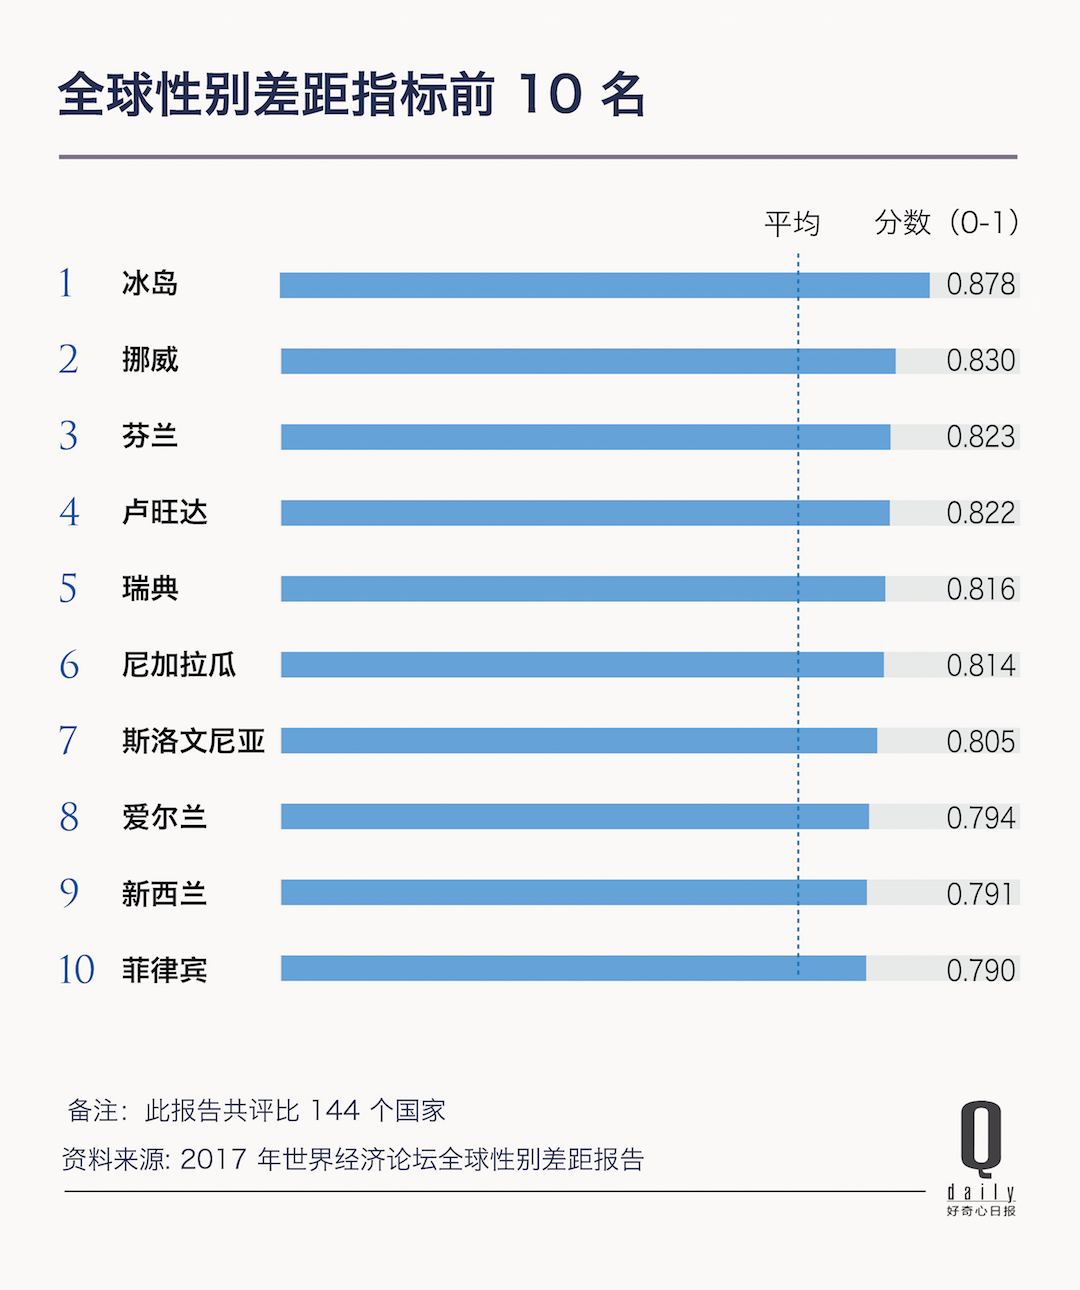 全球性别差距指标前 10 名
平均 分数（0-1）
1 冰岛 0.878
2 挪威 0.830
3 芬兰 0.823
4 卢旺达 0.822
5 瑞典 0.816
6 尼加拉瓜 0.814
7 斯洛文尼亚 0.805
8 爱尔兰 0.794
9 新西兰 0.791
10 菲律宾 0.790
备注：此报告共评比 144 个国家
资料来源: 2017 年世界经济论坛全球性别差距报告
Q
daily
好奇心日报